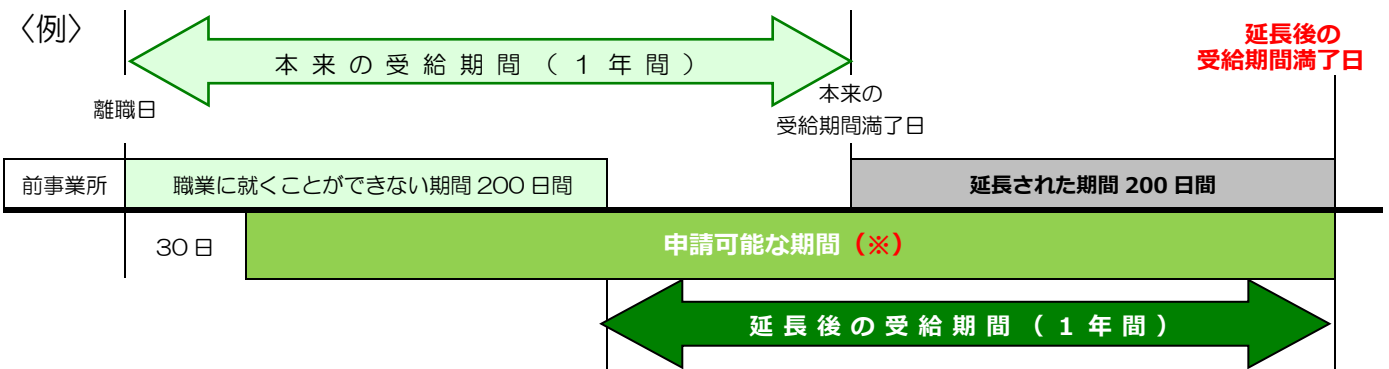 〈例〉
本来の受給期間（１年間）
延長後の
受給期間満了日
離職日
本来の
受給期間満了日
前事業所
職業に就くことができない期間 200 日間
延長された期間 200 日間
30 日
申請可能な期間（※）
延長後の受給期間（１年間）